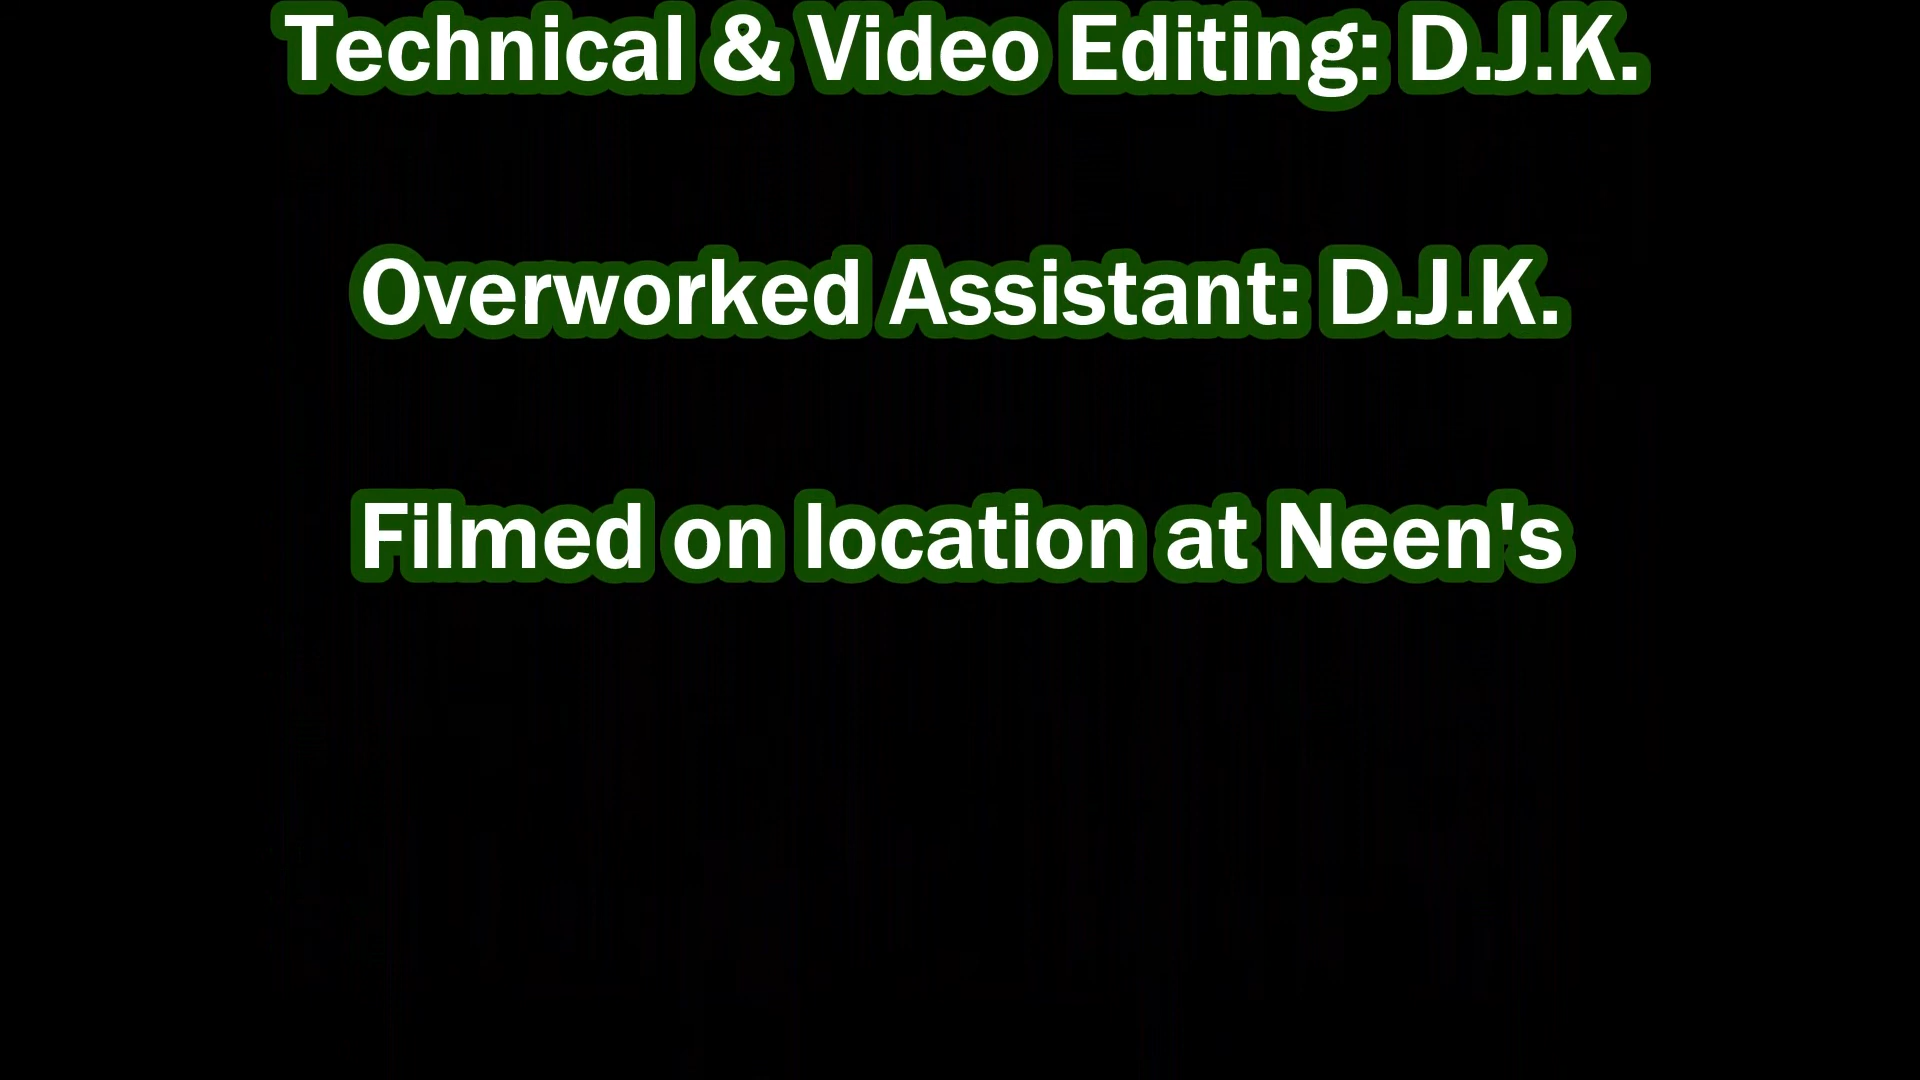 Technical & Video Editing: D.J.K.
Overworked Assistant: D.J.K.
Filmed on location at Neen's